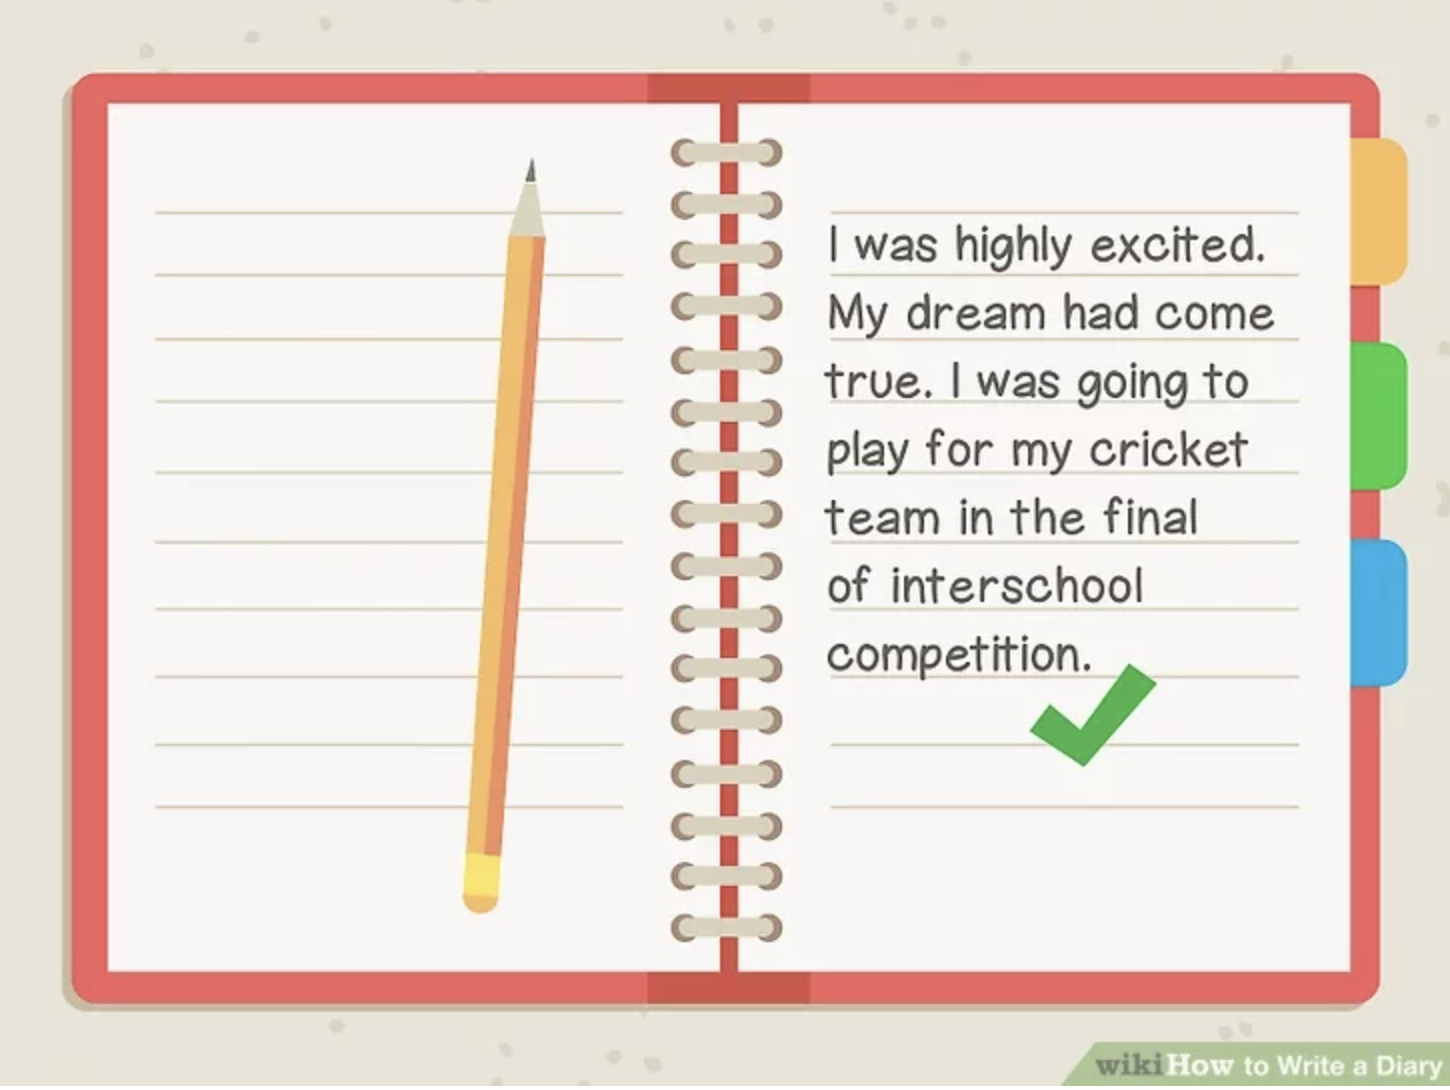 I was highly excited.
My dream had come
true. I was going to
play for my cricket
team in the final
of interschool
competition.
wikiHow to Write a Diary